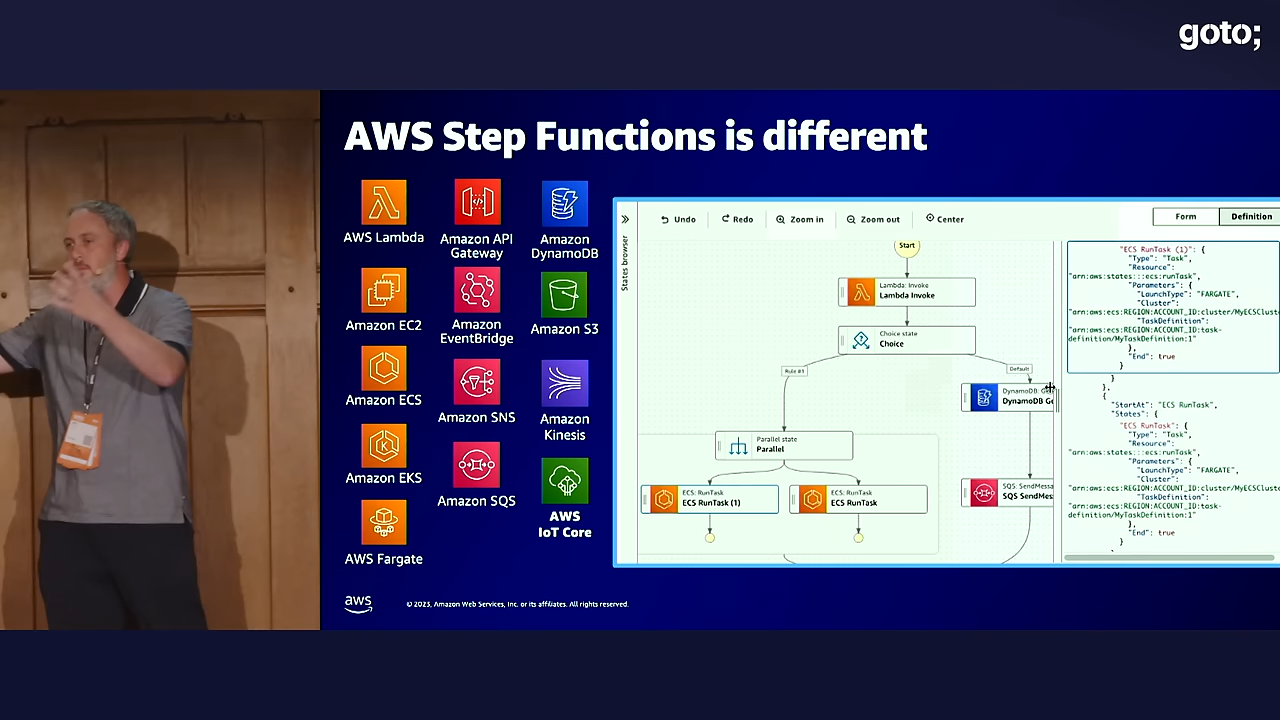 goto;
AWS Step Functions is different
AWS Lambda
Amazon API
Gateway
Amazon
DynamoDB
Amazon EC2
Amazon
EventBridge
Amazon S3
Amazon ECS
Amazon SNS
Amazon
Kinesis
Amazon EKS
Amazon SQS
AWS
IoT Core
AWS Fargate
States browser
Undo
Redo
Zoom in
Zoom out
Center
Form
Definition
Start
Lambda: Invoke
Lambda Invoke
Choice state
Choice
Rule #1
Default
DynamoDB: Ge
DynamoDB Ge
Parallel state
Parallel
ECS: RunTask
ECS RunTask (1)
ECS: RunTask
ECS RunTask
SQS: SendMessa
SQS SendMes
"ECS RunTask (1)": {
"Type": "Task",
"Resource":
"arn:aws:states:::ecs:runTask",
"Parameters": {
"LaunchType": "FARGATE",
"Cluster":
"arn:aws:ecs:REGION:ACCOUNT_ID:cluster/MyECSCluste
"TaskDefinition":
"arn:aws:ecs:REGION:ACCOUNT_ID:task-
definition/MyTaskDefinition:1"
},
"End": true
}
}
},
{
"StartAt": "ECS RunTask",
"States": {
"ECS RunTask": {
"Type": "Task",
"Resource":
"arn:aws:states:::ecs:runTask",
"Parameters": {
"LaunchType": "FARGATE",
"Cluster":
"arn:aws:ecs:REGION:ACCOUNT_ID:cluster/MyECSCluste
"TaskDefinition":
"arn:aws:ecs:REGION:ACCOUNT_ID:task-
definition/MyTaskDefinition:1"
},
"End": true
}
aws
© 2023, Amazon Web Services, Inc. or its affiliates. All rights reserved.